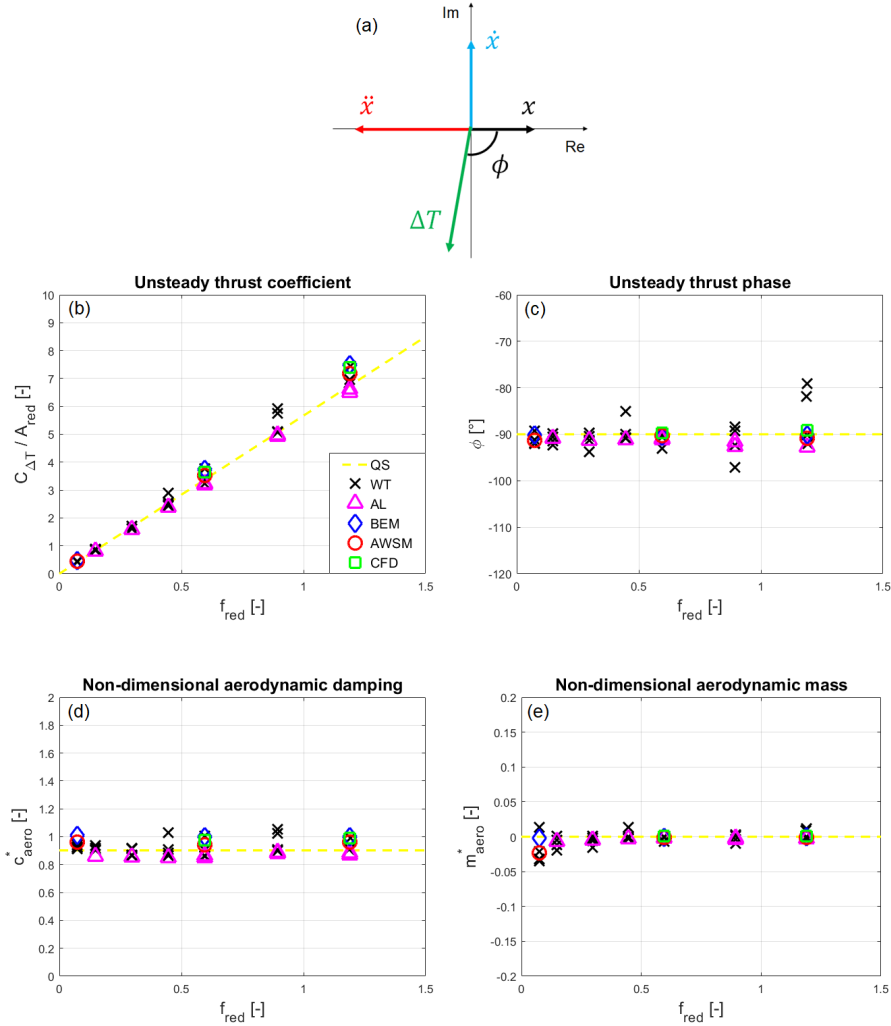 Im
(a)
ẋ
ẍ
x
Re
ϕ
ΔT
Unsteady thrust coefficient
(b)
10
9
8
7
6
5
4
3
2
1
0
C_ΔT / A_red [-]
QS
WT
AL
BEM
AWSM
CFD
0 0.5 1 1.5
f_red [-]
Unsteady thrust phase
(c)
-60
-70
-80
-90
-100
-110
-120
ϕ [°]
0 0.5 1 1.5
f_red [-]
Non-dimensional aerodynamic damping
(d)
2
1.8
1.6
1.4
1.2
1
0.8
0.6
0.4
0.2
0
c*_aero [-]
0 0.5 1 1.5
f_red [-]
Non-dimensional aerodynamic mass
(e)
0.2
0.15
0.1
0.05
0
-0.05
-0.1
-0.15
-0.2
m*_aero [-]
0 0.5 1 1.5
f_red [-]